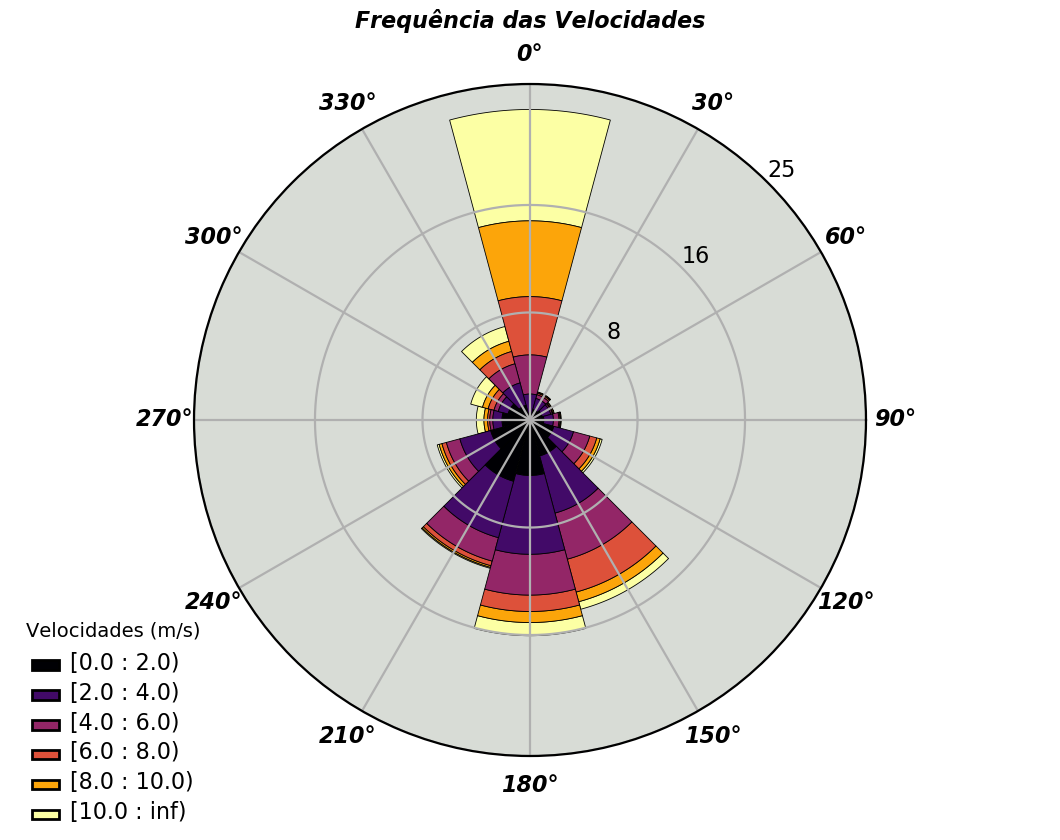 Frequência das Velocidades
0°
330°
30°
25
300°
60°
16
8
270°
90°
240°
120°
Velocidades (m/s)
[0.0 : 2.0)
[2.0 : 4.0)
[4.0 : 6.0)
210°
150°
[6.0 : 8.0)
180°
[8.0 : 10.0)
[10.0 : inf)